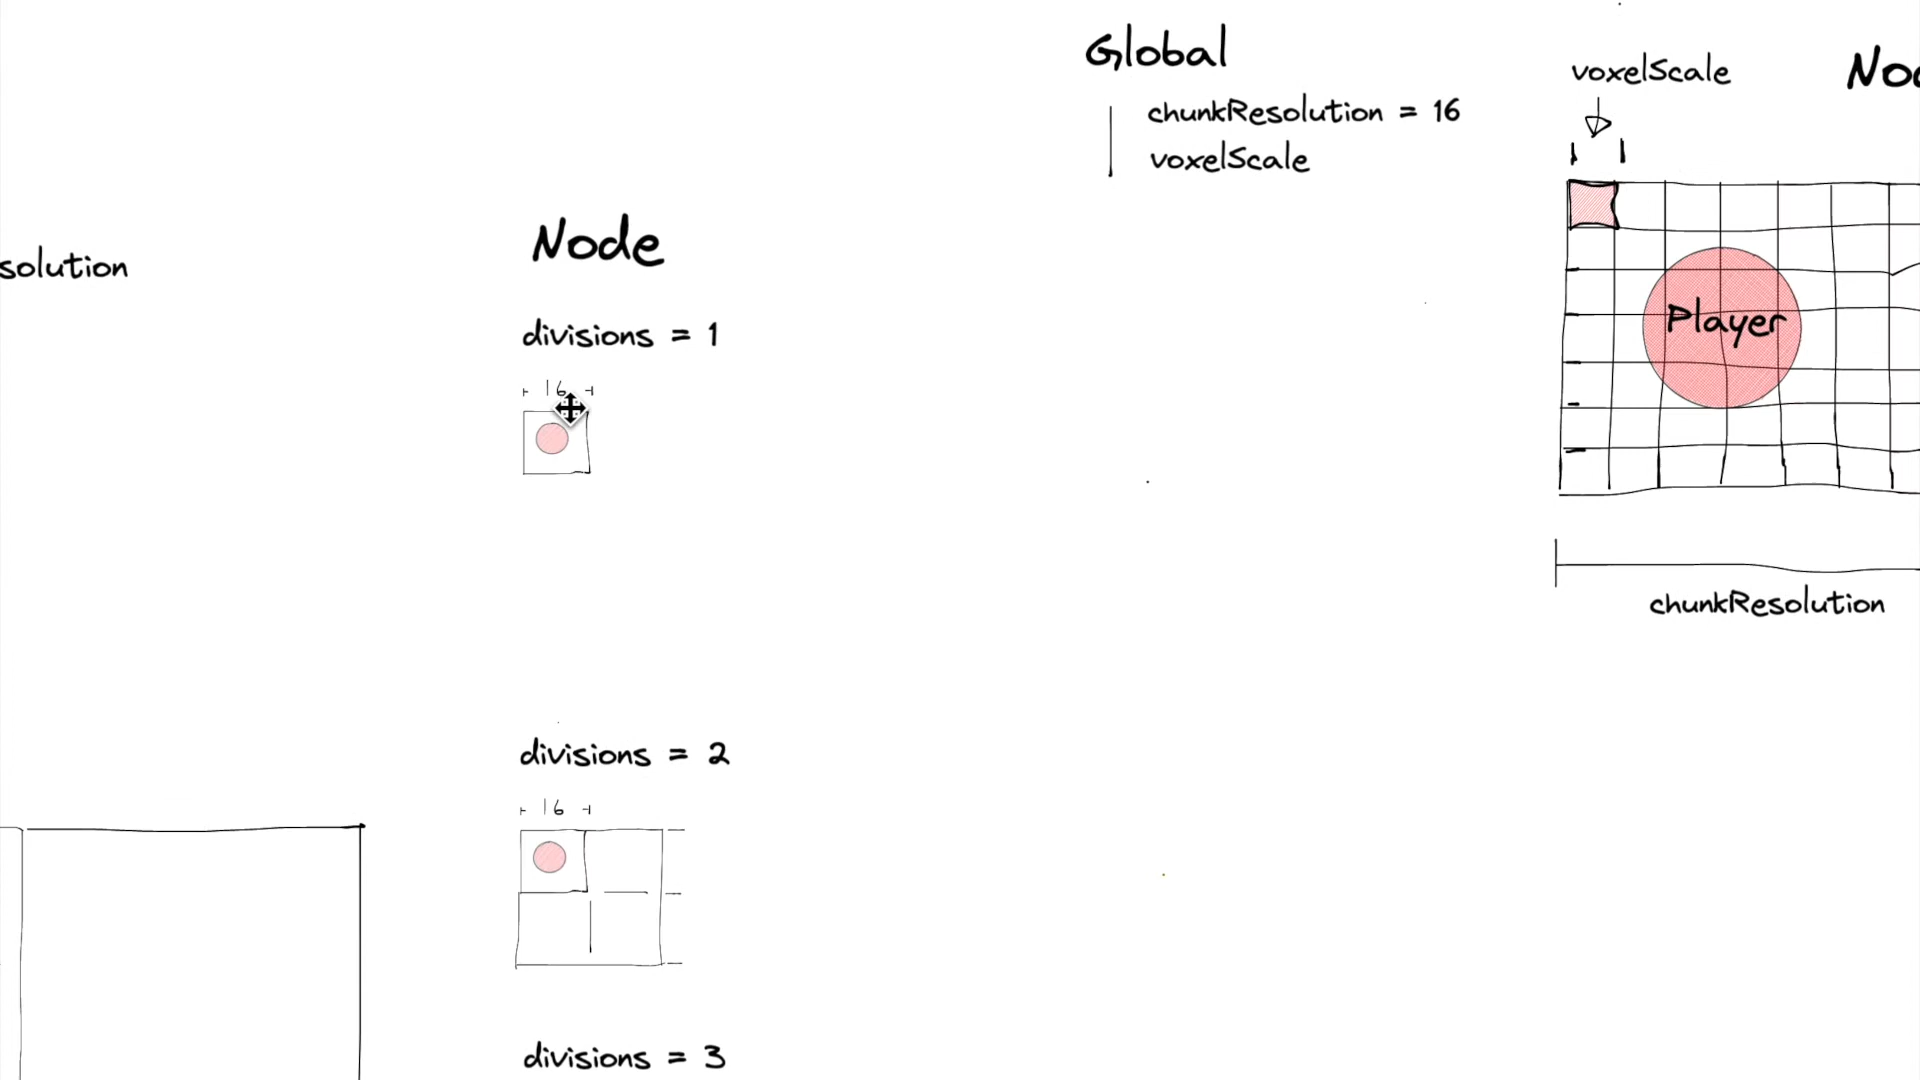 Global
chunkResolution = 16
voxelScale
voxelScale
Player
chunkResolution
solution
Node
divisions = 1
16
divisions = 2
16
divisions = 3